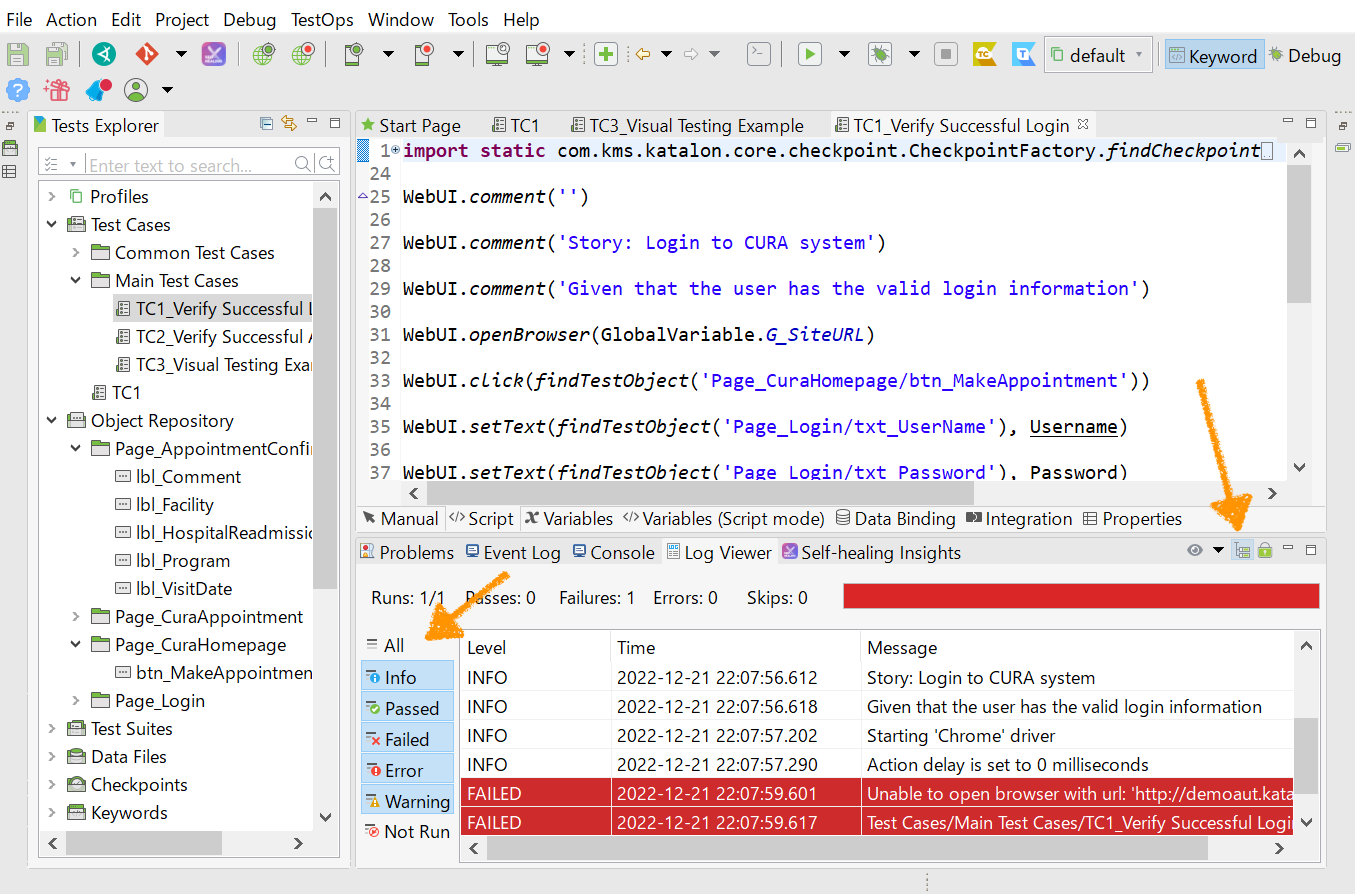 File Action Edit Project Debug TestOps Window Tools Help
default Keyword Debug
Tests Explorer
Enter text to search...
Profiles
Test Cases
Common Test Cases
Main Test Cases
TC1_Verify Successful L
TC2_Verify Successful A
TC3_Visual Testing Exa
TC1
Object Repository
Page_AppointmentConfi
lbl_Comment
lbl_Facility
lbl_HospitalReadmissio
lbl_Program
lbl_VisitDate
Page_CuraAppointment
Page_CuraHomepage
btn_MakeAppointmen
Page_Login
Test Suites
Data Files
Checkpoints
Keywords
Start Page TC1 TC3_Visual Testing Example TC1_Verify Successful Login
1 import static com.kms.katalon.core.checkpoint.CheckpointFactory.findCheckpoint
24
25 WebUI.comment('')
26
27 WebUI.comment('Story: Login to CURA system')
28
29 WebUI.comment('Given that the user has the valid login information')
30
31 WebUI.openBrowser(GlobalVariable.G_SiteURL)
32
33 WebUI.click(findTestObject('Page_CuraHomepage/btn_MakeAppointment'))
34
35 WebUI.setText(findTestObject('Page_Login/txt_UserName'), Username)
36
37 WebUI.setText(findTestObject('Page_Login/txt_Password'), Password)
Manual Script Variables Variables (Script mode) Data Binding Integration Properties
Problems Event Log Console Log Viewer Self-healing Insights
Runs: 1/1 Passes: 0 Failures: 1 Errors: 0 Skips: 0
All
Info
Passed
Failed
Error
Warning
Not Run
Level Time Message
INFO 2022-12-21 22:07:56.612 Story: Login to CURA system
INFO 2022-12-21 22:07:56.618 Given that the user has the valid login information
INFO 2022-12-21 22:07:57.202 Starting 'Chrome' driver
INFO 2022-12-21 22:07:57.290 Action delay is set to 0 milliseconds
FAILED 2022-12-21 22:07:59.601 Unable to open browser with url: 'http://demoaut.kata
FAILED 2022-12-21 22:07:59.617 Test Cases/Main Test Cases/TC1_Verify Successful Logi